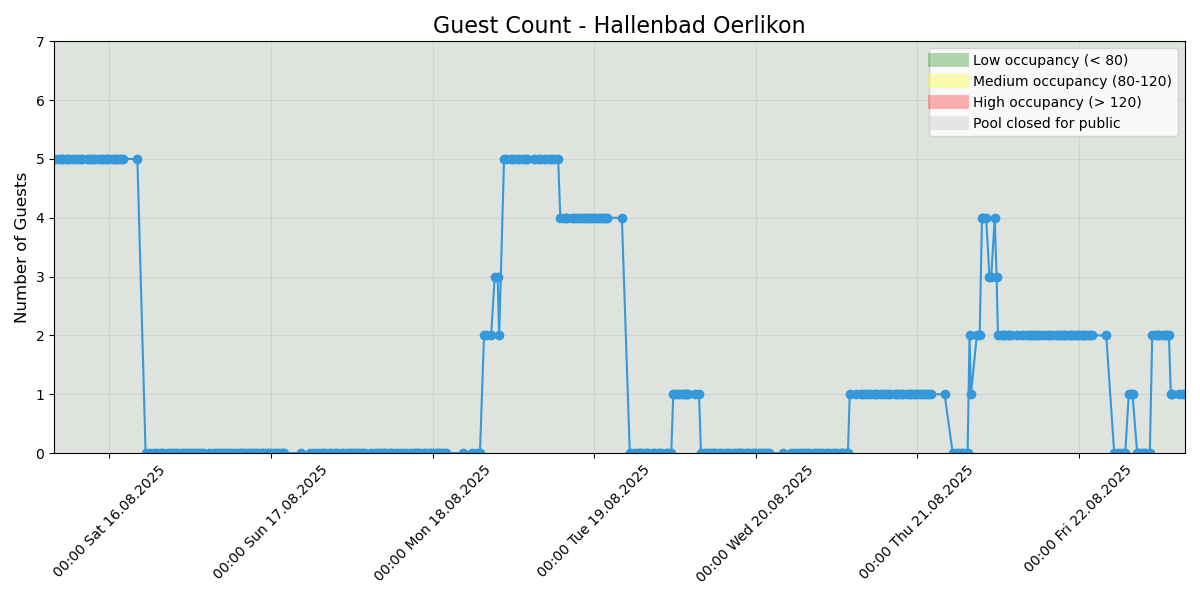 Guest Count - Hallenbad Oerlikon
Low occupancy (< 80)
Medium occupancy (80-120)
High occupancy (> 120)
Pool closed for public
Number of Guests
7
6
5
4
3
2
1
0
00:00 Sat 16.08.2025
00:00 Sun 17.08.2025
00:00 Mon 18.08.2025
00:00 Tue 19.08.2025
00:00 Wed 20.08.2025
00:00 Thu 21.08.2025
00:00 Fri 22.08.2025